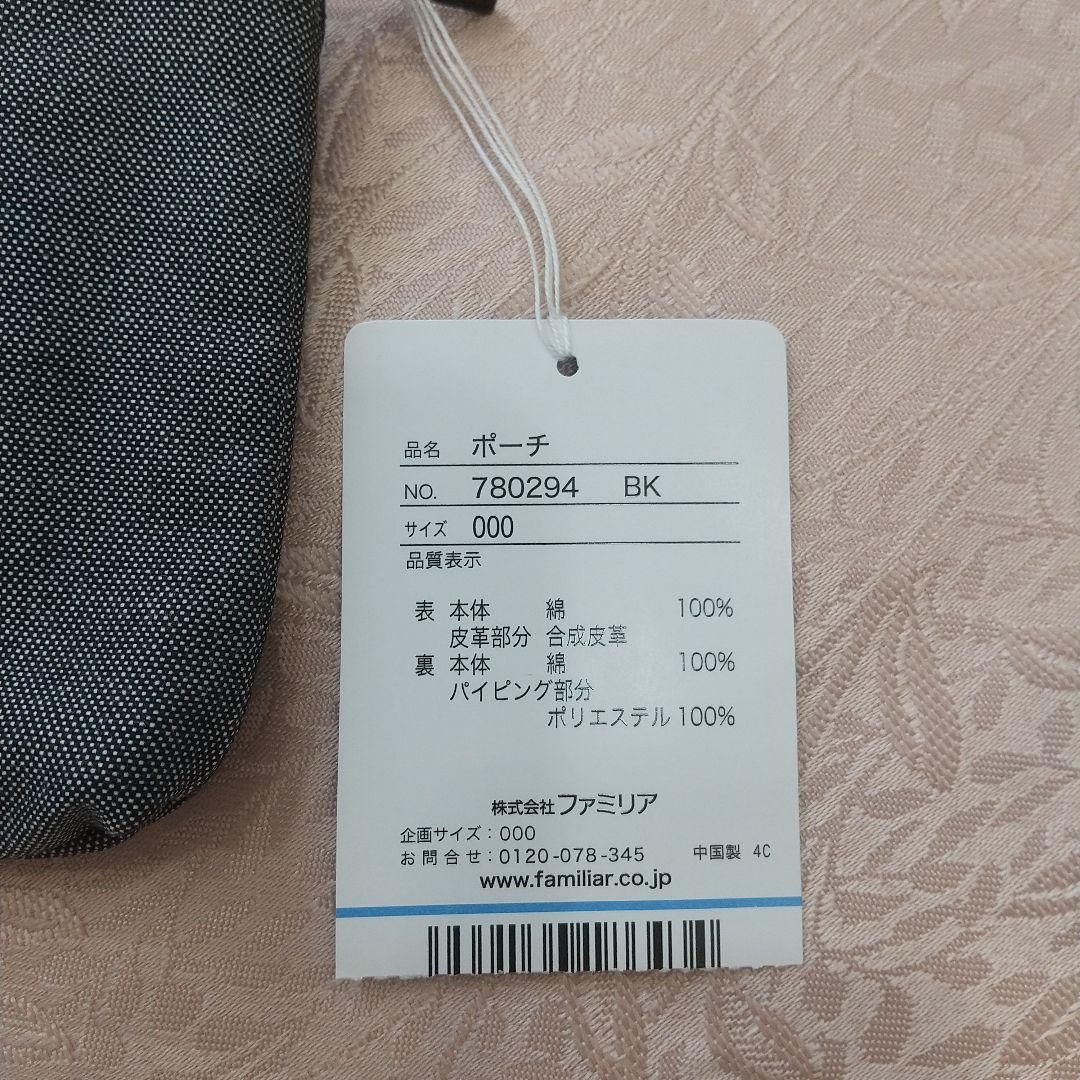 品名 ポーチ
NO. 780294 BK
サイズ 000
品質表示
表 本体 綿 100%
皮革部分 合成皮革
裏 本体 綿 100%
パイピング部分
ポリエステル 100%
株式会社ファミリア
企画サイズ:000
お問合せ:0120-078-345 中国製 4C
www.familiar.co.jp